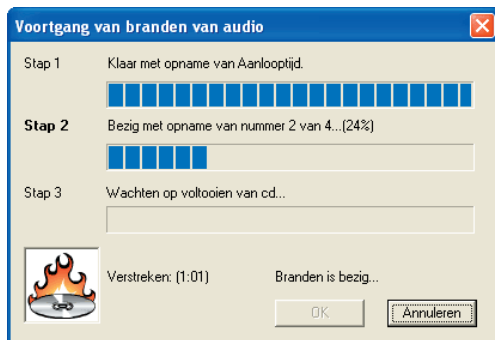 Voortgang van branden van audio
Stap 1 Klaar met opname van Aanlooptijd.
Stap 2 Bezig met opname van nummer 2 van 4...(24%)
Stap 3 Wachten op voltooien van cd...
Verstreken: (1:01) Branden is bezig...
OK Annuleren